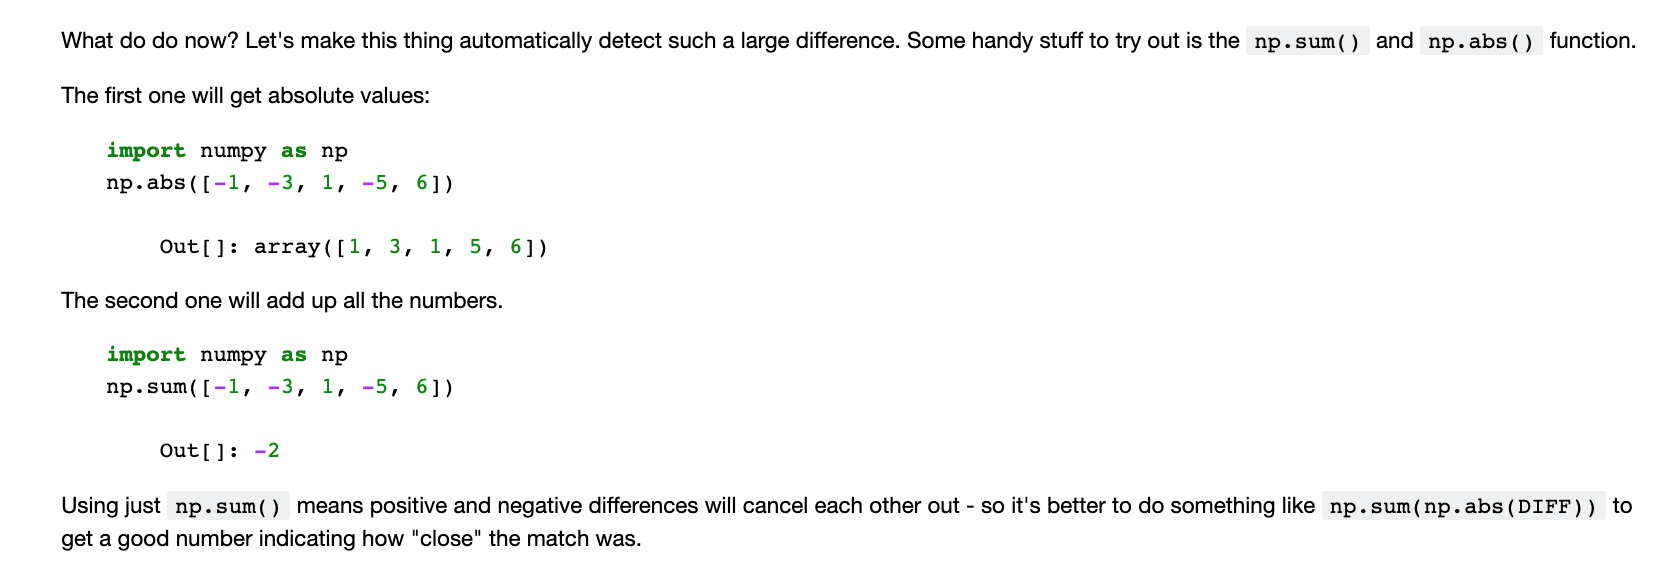 What do do now? Let's make this thing automatically detect such a large difference. Some handy stuff to try out is the np.sum() and np.abs() function.
The first one will get absolute values:
import numpy as np
np.abs([-1, -3, 1, -5, 6])
Out[]: array([1, 3, 1, 5, 6])
The second one will add up all the numbers.
import numpy as np
np.sum([-1, -3, 1, -5, 6])
Out[]: -2
Using just np.sum() means positive and negative differences will cancel each other out - so it's better to do something like np.sum(np.abs(DIFF)) to
get a good number indicating how "close" the match was.